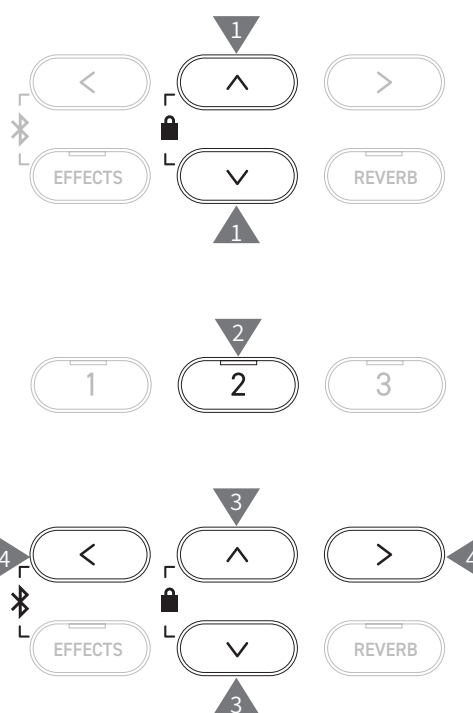 1
< ∧ >
EFFECTS ∨ REVERB
1
2
1 2 3
3
4 < ∧ > 4
EFFECTS ∨ REVERB
3